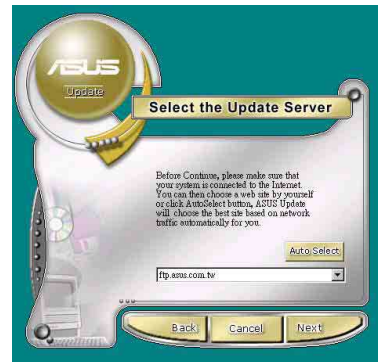 ASUS
Update
Select the Update Server
Before Continue, please make sure that
your system is connected to the Internet.
You can then choose a web site by yourself
or click AutoSelect button, ASUS Update
will choose the best site based on network
traffic automatically for you.
Auto Select
ftp.asus.com.tw
Back
Cancel
Next